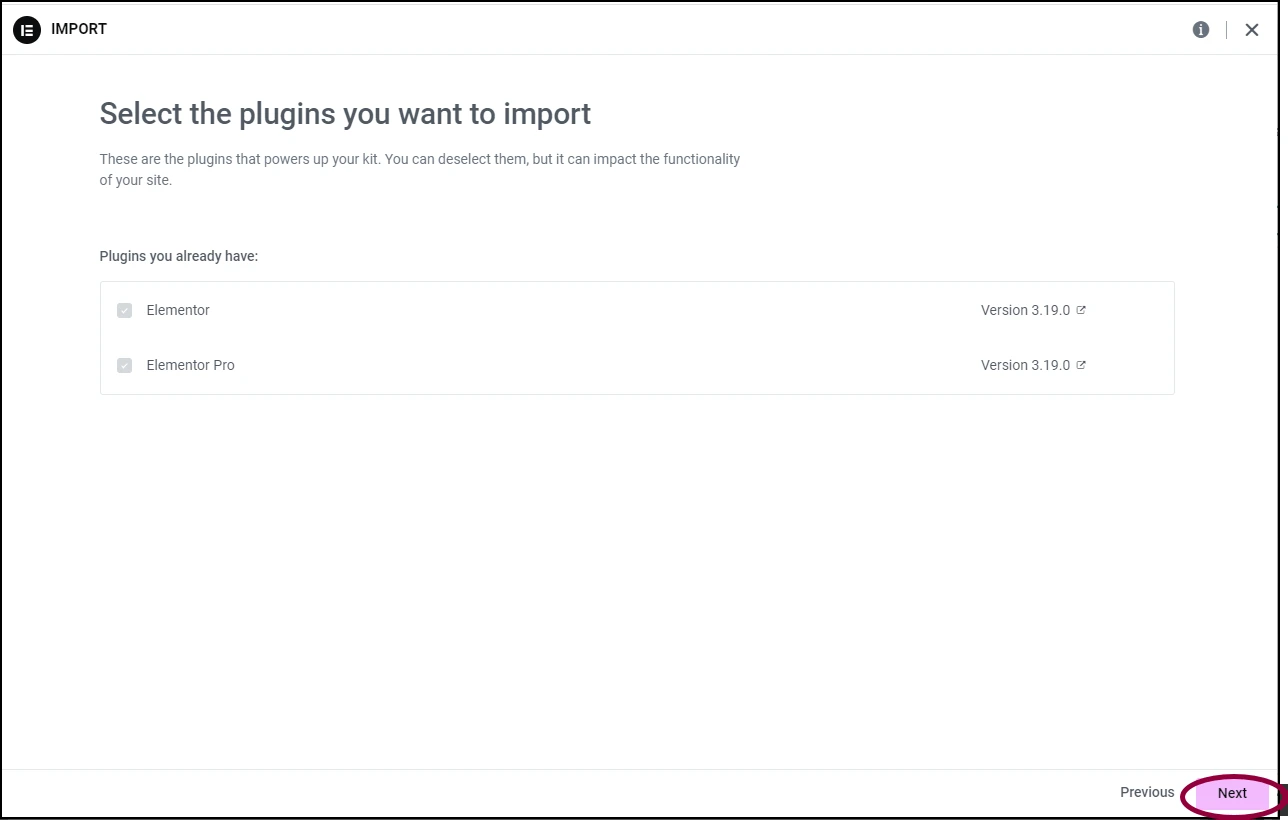 IMPORT
Select the plugins you want to import
These are the plugins that powers up your kit. You can deselect them, but it can impact the functionality
of your site.
Plugins you already have:
Elementor Version 3.19.0
Elementor Pro Version 3.19.0
Previous Next